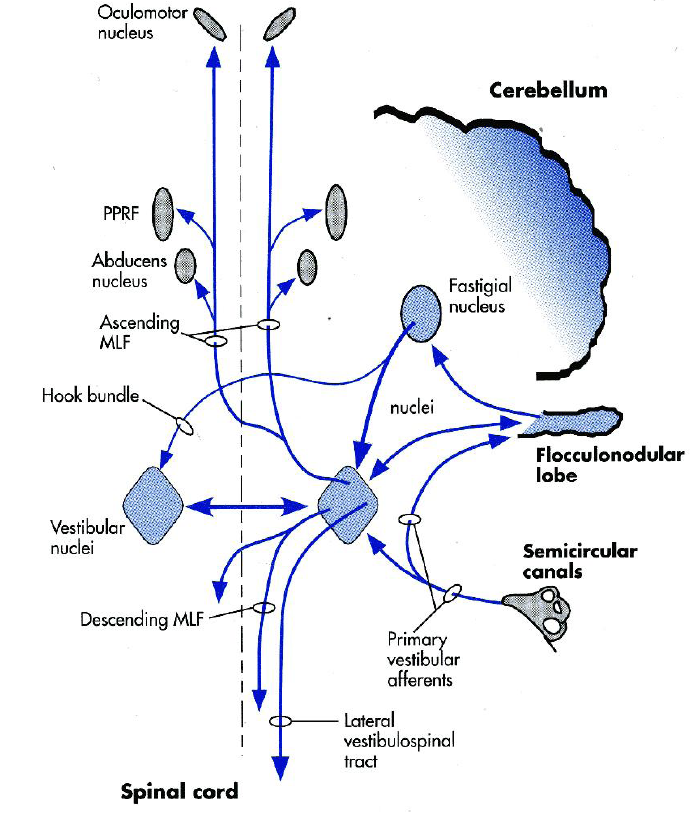 Oculomotor
nucleus
Cerebellum
PPRF
Abducens
nucleus
Fastigial
nucleus
Ascending
MLF
Hook bundle
nuclei
Flocculonodular
lobe
Vestibular
nuclei
Semicircular
canals
Descending MLF
Primary
vestibular
afferents
Lateral
vestibulospinal
tract
Spinal cord